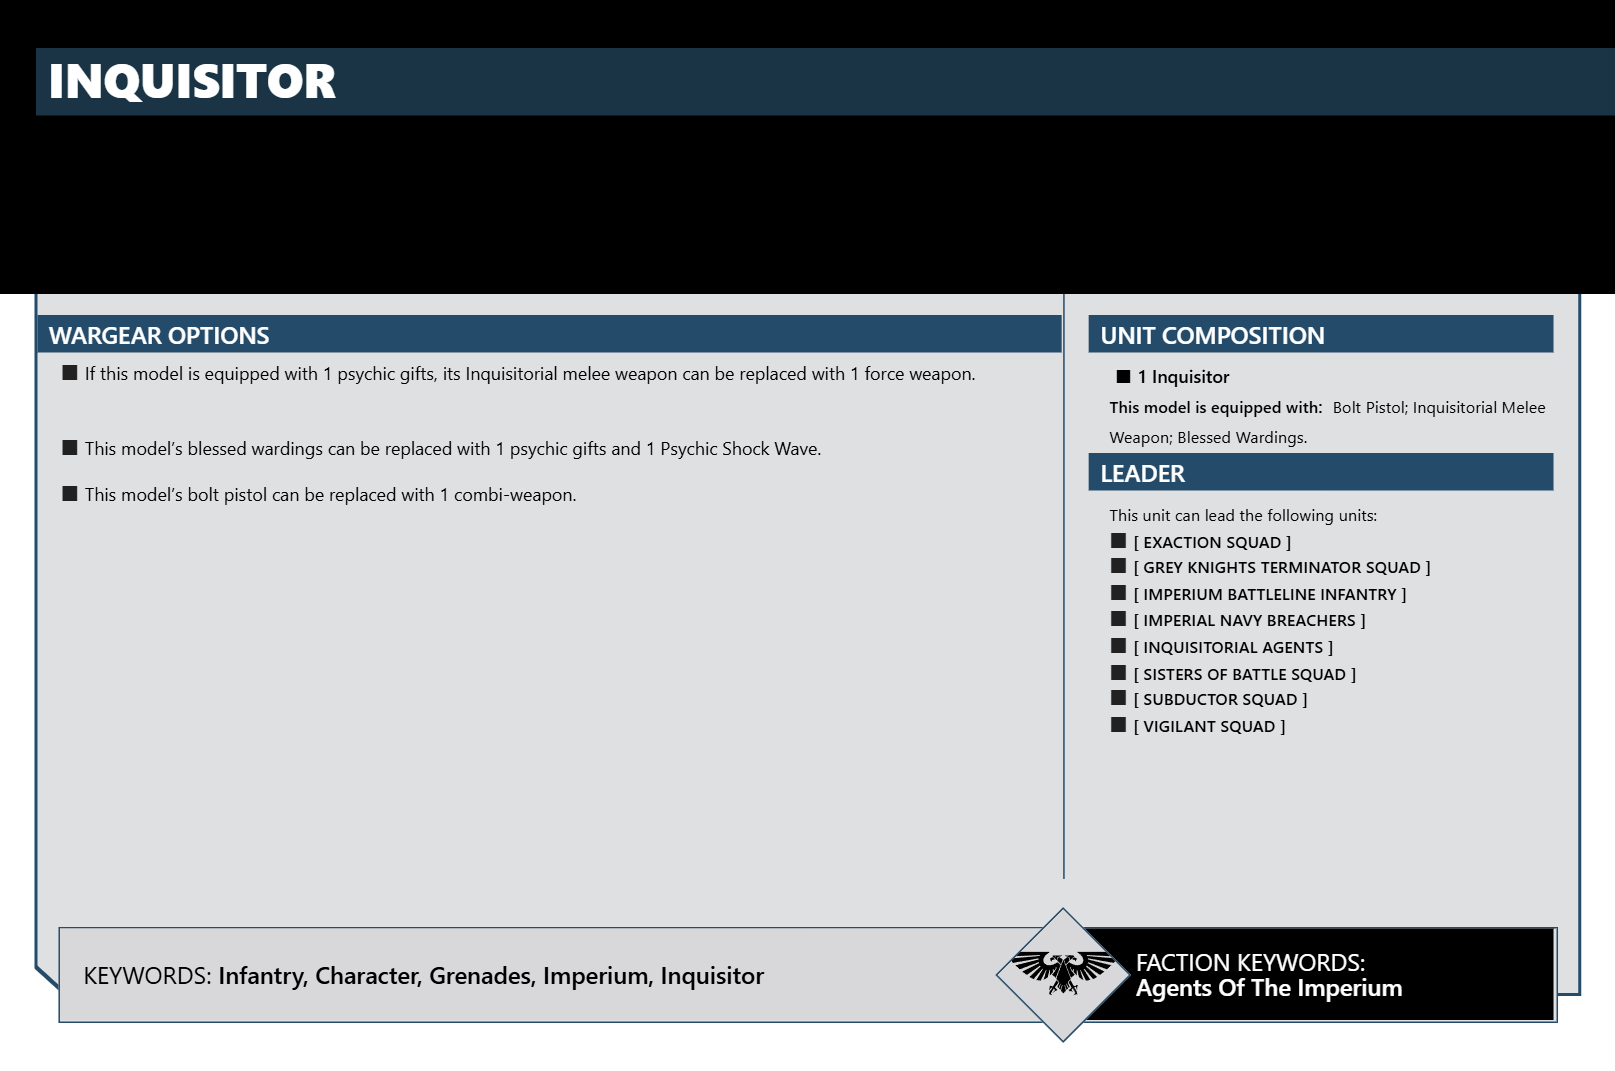 INQUISITOR
WARGEAR OPTIONS
■ If this model is equipped with 1 psychic gifts, its Inquisitorial melee weapon can be replaced with 1 force weapon.
■ This model’s blessed wardings can be replaced with 1 psychic gifts and 1 Psychic Shock Wave.
■ This model’s bolt pistol can be replaced with 1 combi-weapon.
UNIT COMPOSITION
■ 1 Inquisitor
This model is equipped with: Bolt Pistol; Inquisitorial Melee
Weapon; Blessed Wardings.
LEADER
This unit can lead the following units:
■ [ EXACTION SQUAD ]
■ [ GREY KNIGHTS TERMINATOR SQUAD ]
■ [ IMPERIUM BATTLELINE INFANTRY ]
■ [ IMPERIAL NAVY BREACHERS ]
■ [ INQUISITORIAL AGENTS ]
■ [ SISTERS OF BATTLE SQUAD ]
■ [ SUBDUCTOR SQUAD ]
■ [ VIGILANT SQUAD ]
KEYWORDS: Infantry, Character, Grenades, Imperium, Inquisitor
FACTION KEYWORDS:
Agents Of The Imperium